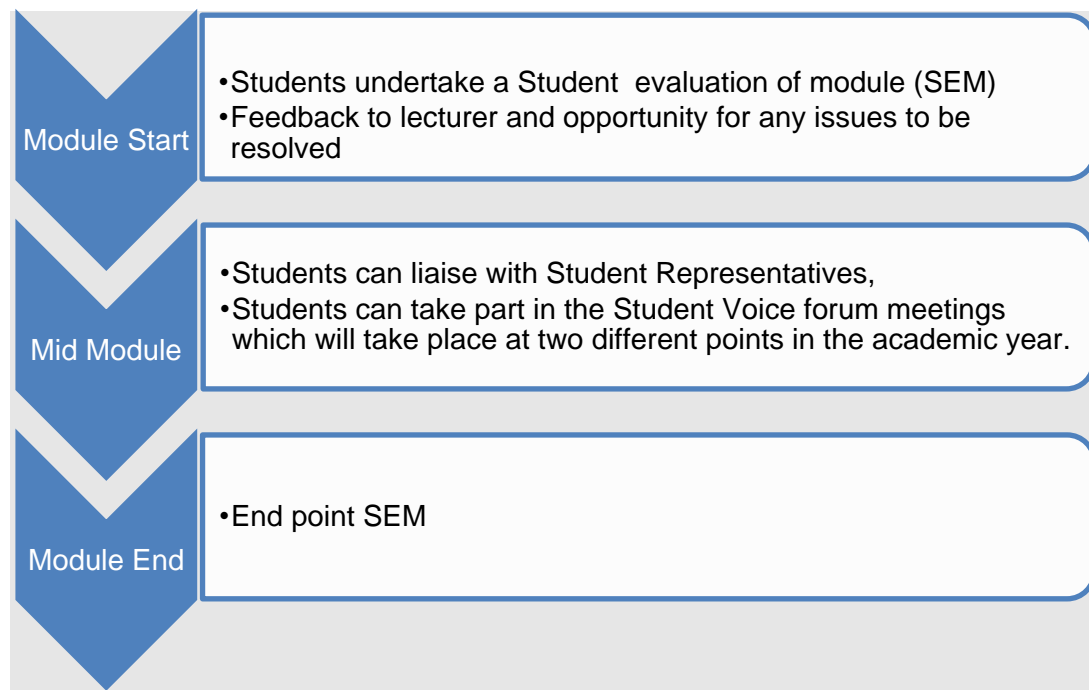 Module Start
•Students undertake a Student  evaluation of module (SEM)
•Feedback to lecturer and opportunity for any issues to be
resolved
Mid Module
•Students can liaise with Student Representatives,
•Students can take part in the Student Voice forum meetings
which will take place at two different points in the academic year.
Module End
•End point SEM